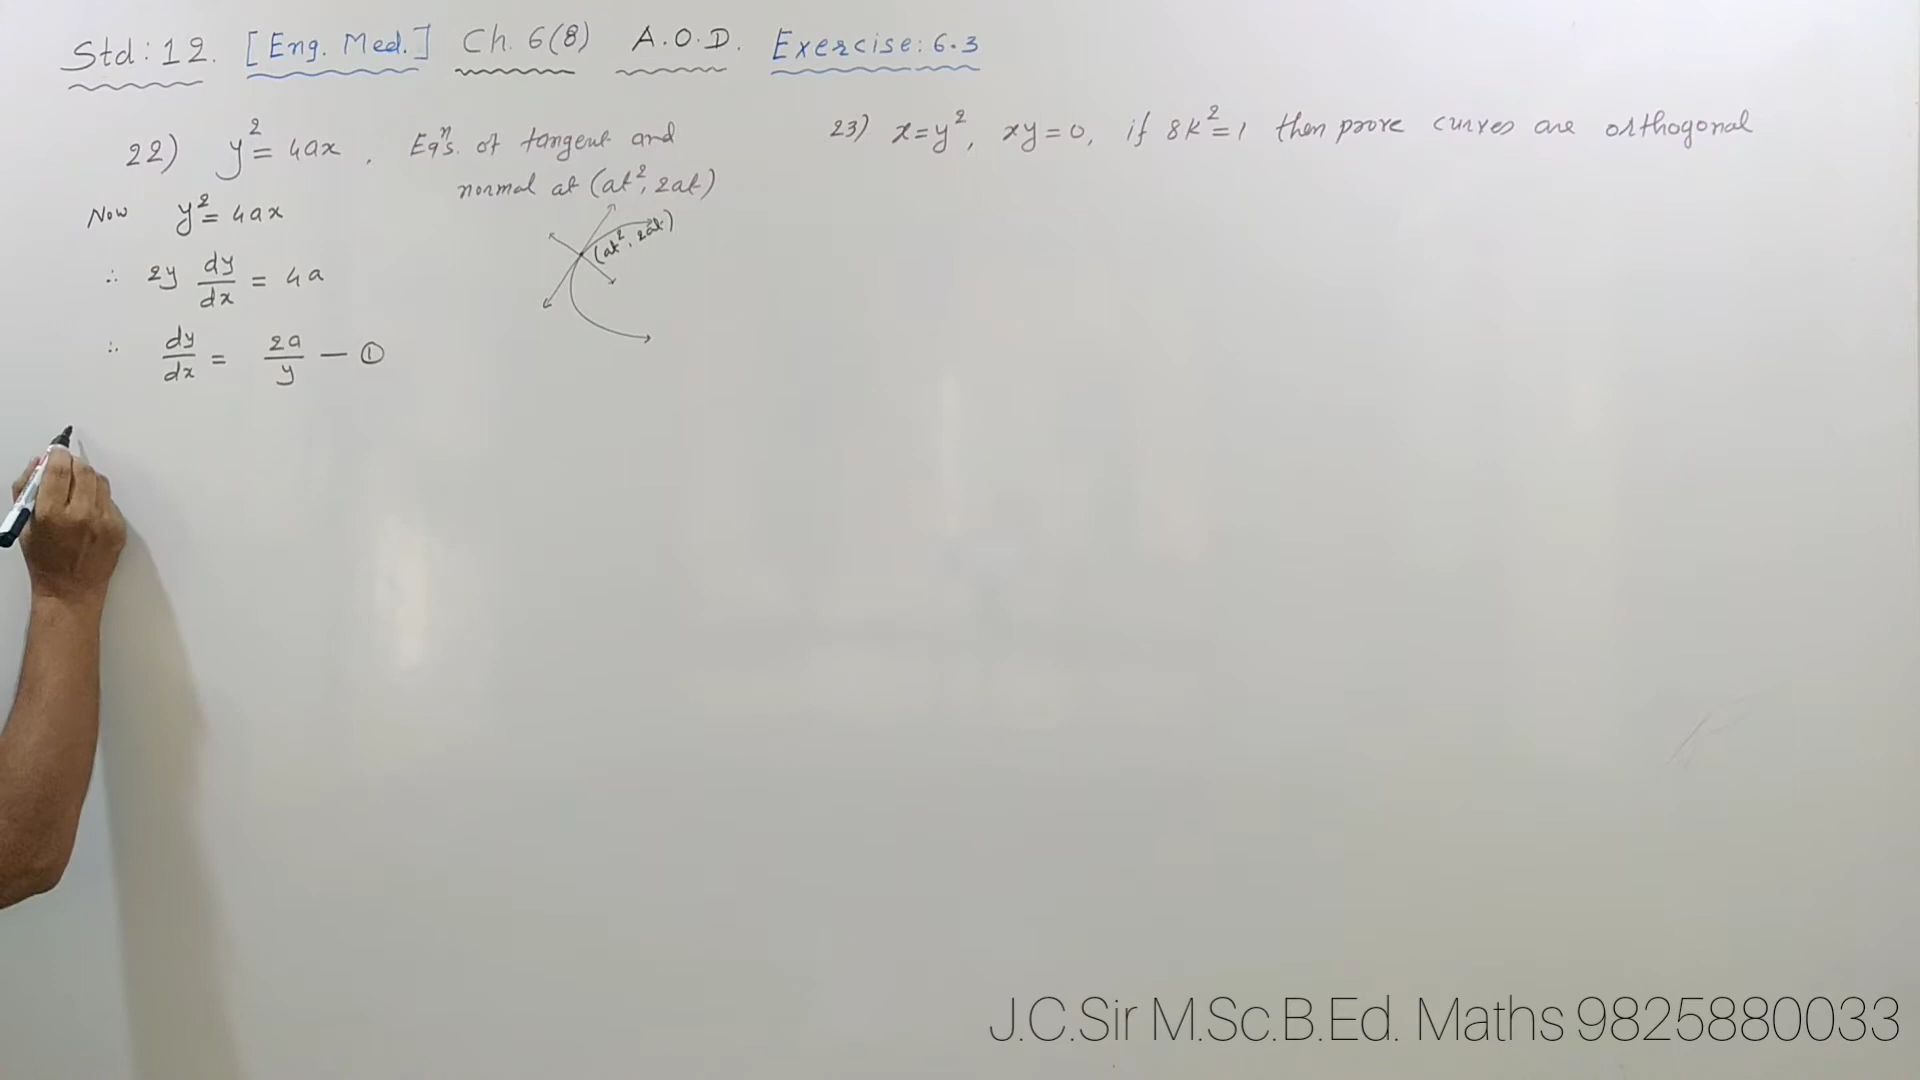 Std: 12. [Eng. Med.] Ch. 6(8) A.O.D. Exercise: 6.3
22) y² = 4ax, Eqⁿs. of tangent and
normal at (at², 2at)
Now y² = 4ax
(at², 2at)
∴ 2y dy/dx = 4a
∴ dy/dx = 2a/y — ①
23) x = y², xy = 0, if 8K² = 1 then prove curves are orthogonal
J.C.Sir M.Sc.B.Ed. Maths 9825880033